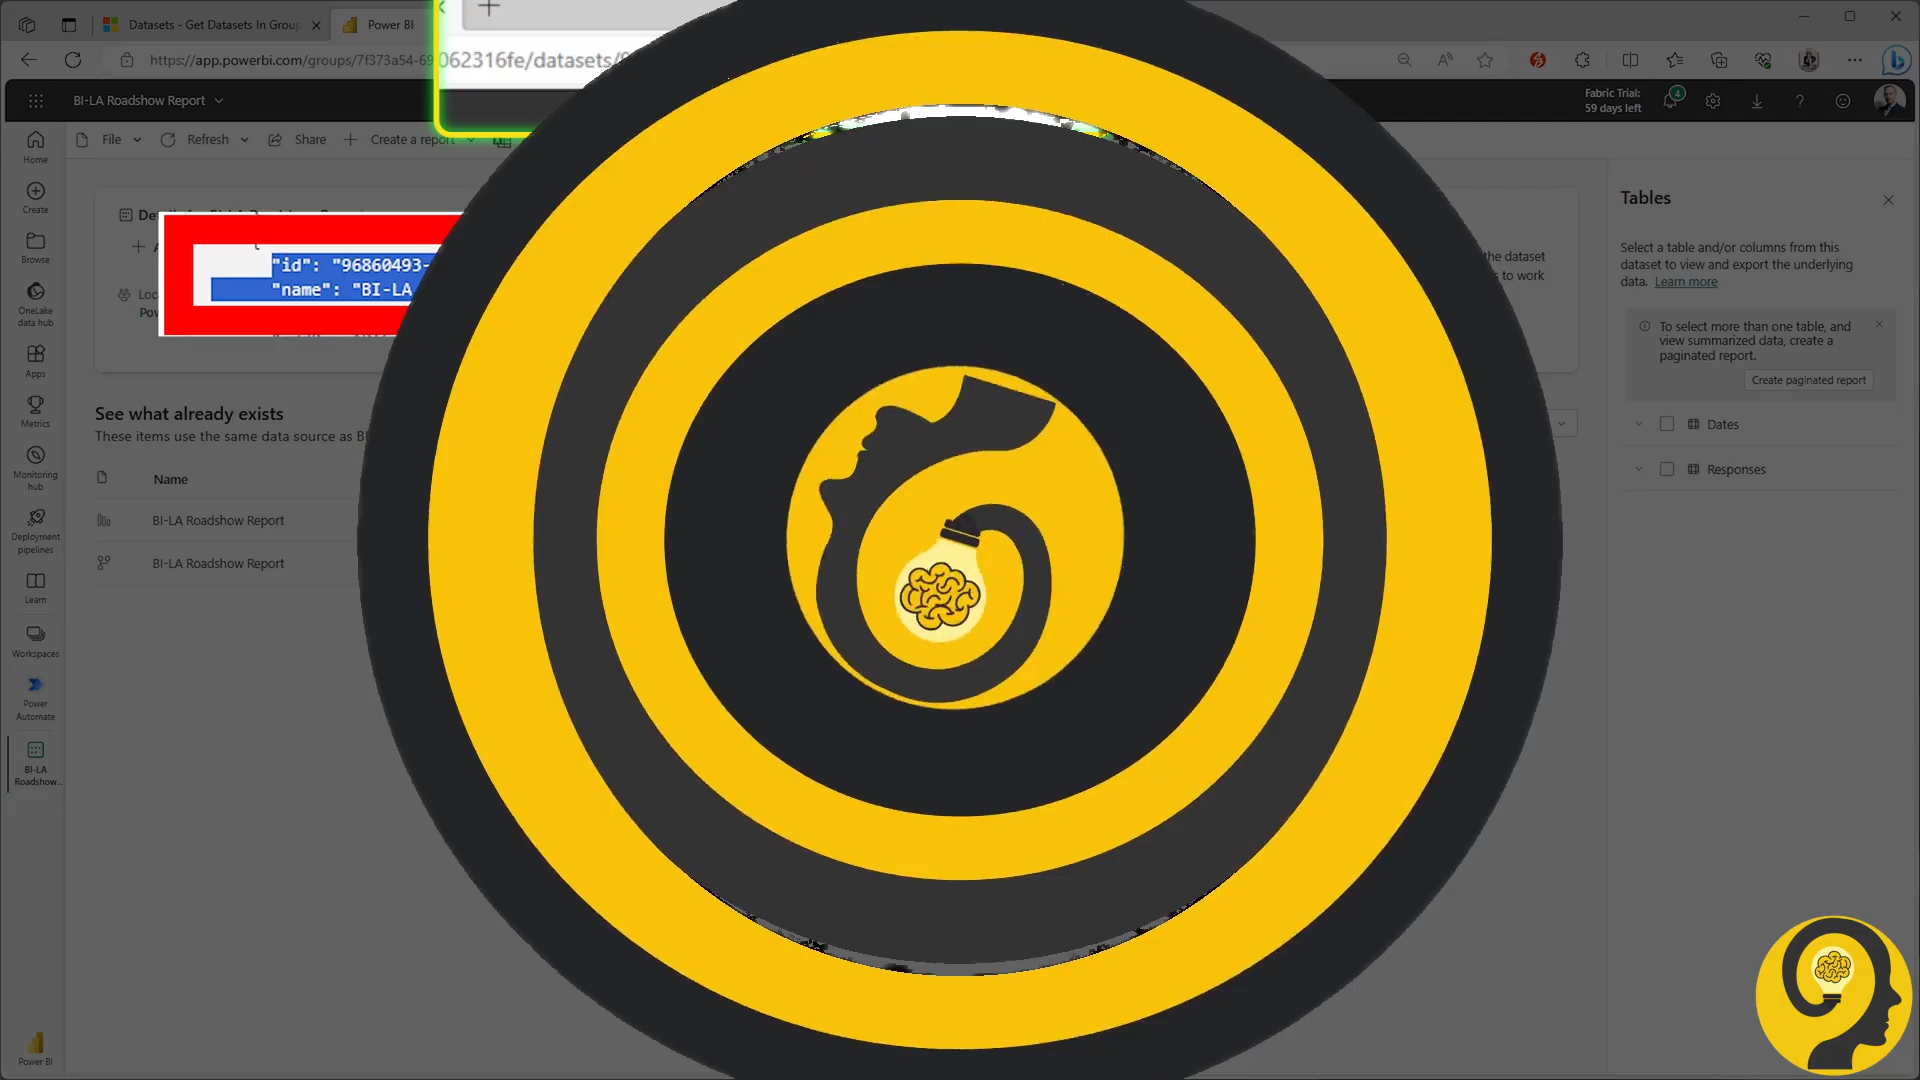 Datasets - Get Datasets In Group
Power BI
https://app.powerbi.com/groups/7f373a54-69
062316fe/datasets/
BI-LA Roadshow Report
Fabric Trial:
59 days left
4
File
Refresh
Share
Create a report
Home
Create
Browse
OneLake
data hub
Apps
Metrics
Monitoring
hub
Deployment
pipelines
Learn
Workspaces
Power
Automate
BI-LA
Roadshow...
Power BI
"id": "96860493-
"name": "BI-LA
See what already exists
These items use the same data source as
Name
BI-LA Roadshow Report
BI-LA Roadshow Report
the dataset
to work
Tables
Select a table and/or columns from this
dataset to view and export the underlying
data. Learn more
To select more than one table, and
view summarized data, create a
paginated report.
Create paginated report
Dates
Responses